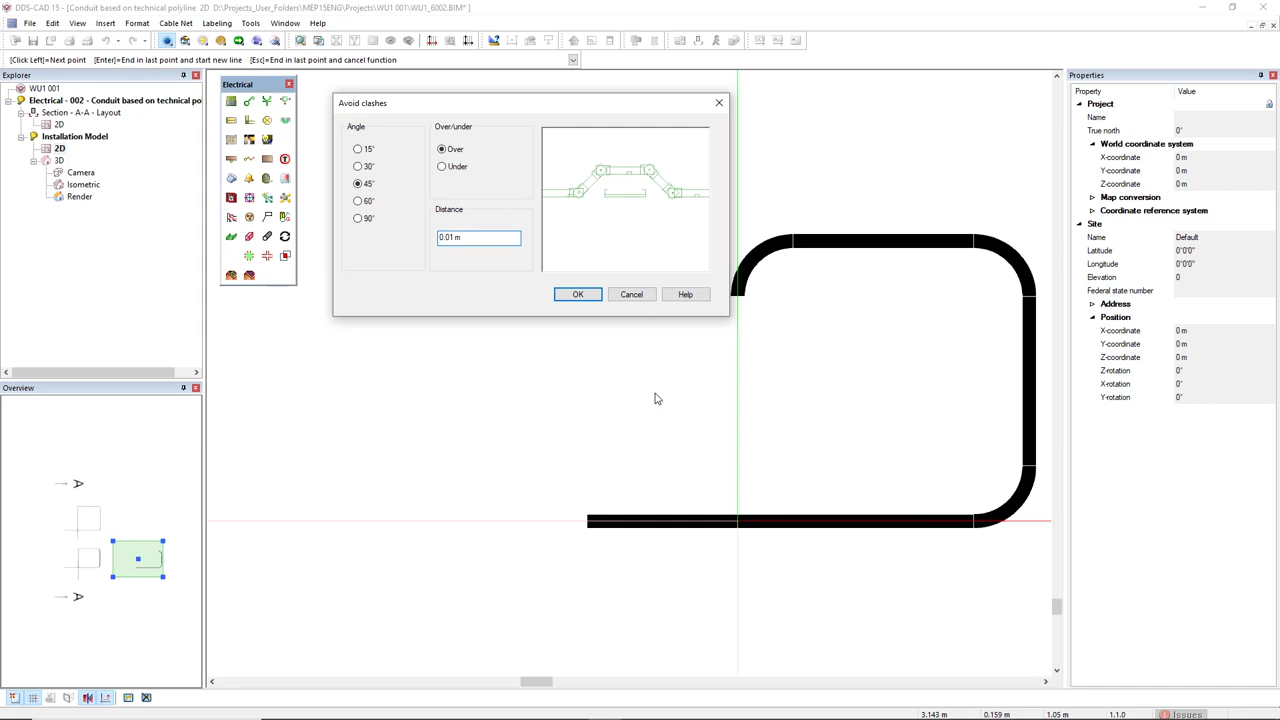 Conduit based on technical polyline  2D  D:\Projects_User_Folders\MEP15ENG\Projects\WU1 001\WU1_6002.BIM*
DDS-CAD 15 - [
]
File Edit View Insert Format Cable Net Labeling Tools Window Help
[Click Left]=Next point [Enter]=End in last point and start new line [Esc]=End in last point and cancel function
Explorer
WU1 001
Electrical - 002 - Conduit based on technical po
Section - A-A - Layout
2D
Installation Model
2D
3D
Camera
Isometric
Render
Overview
A
A
Electrical
Avoid clashes
Angle
15°
30°
45°
60°
90°
Over/under
Over
Under
Distance
0.01 m
OK Cancel Help
Properties
Property Value
Project
Name
True north 0°
World coordinate system
X-coordinate 0 m
Y-coordinate 0 m
Z-coordinate 0 m
Map conversion
Coordinate reference system
Site
Name Default
Latitude 0°0'0"
Longitude 0°0'0"
Elevation 0
Federal state number
Address
Position
X-coordinate 0 m
Y-coordinate 0 m
Z-coordinate 0 m
Z-rotation 0°
X-rotation 0°
Y-rotation 0°
3.143 m 0.159 m 1.05 m 1.1.0 Issues